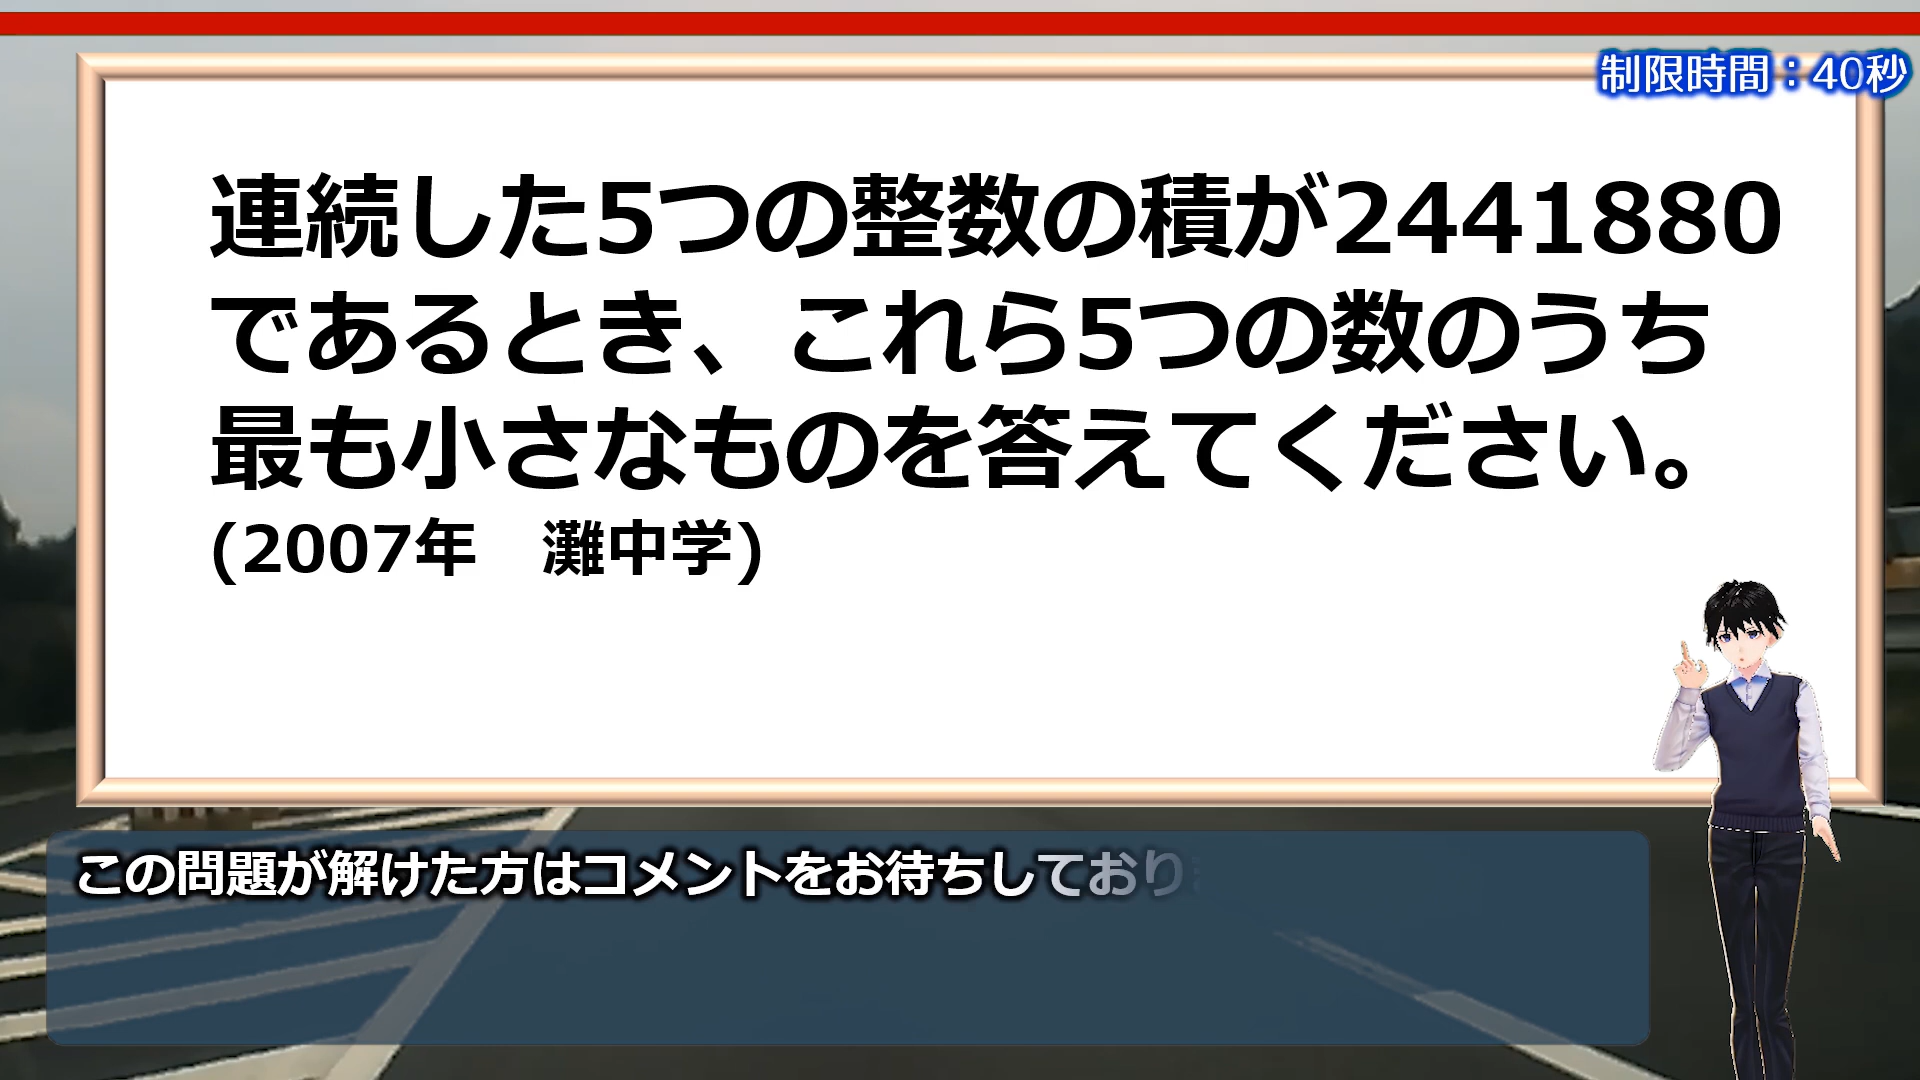 制限時間：40秒
連続した5つの整数の積が2441880
であるとき、これら5つの数のうち
最も小さなものを答えてください。
(2007年　灘中学)
この問題が解けた方はコメントをお待ちしており